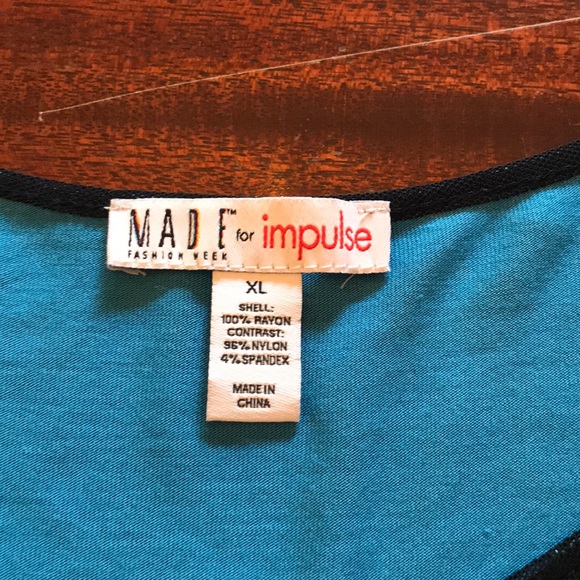 MADE™ for impulse
FASHION WEEK
XL
SHELL:
100% RAYON
CONTRAST:
96% NYLON
4% SPANDEX
MADE IN
CHINA